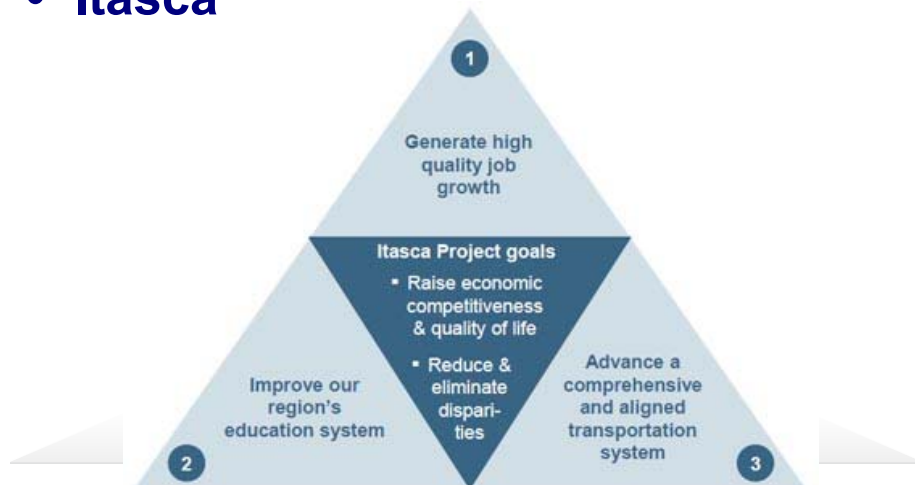 • Itasca
1
Generate high
quality job
growth
Itasca Project goals
▪ Raise economic
competitiveness
& quality of life
▪ Reduce &
eliminate
dispari-
ties
Improve our
region's
education system
2
Advance a
comprehensive
and aligned
transportation
system
3